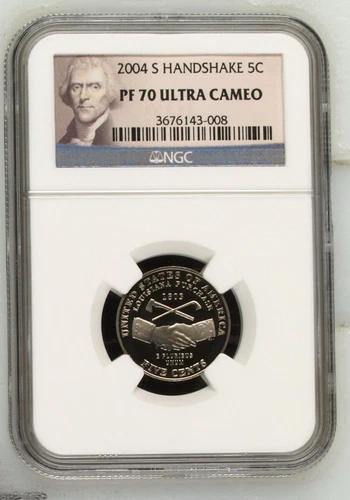 2004 S HANDSHAKE 5C
PF 70 ULTRA CAMEO
3676143-008
NGC
UNITED STATES OF AMERICA
LOUISIANA PURCHASE
1803
E PLURIBUS
UNUM
FIVE CENTS